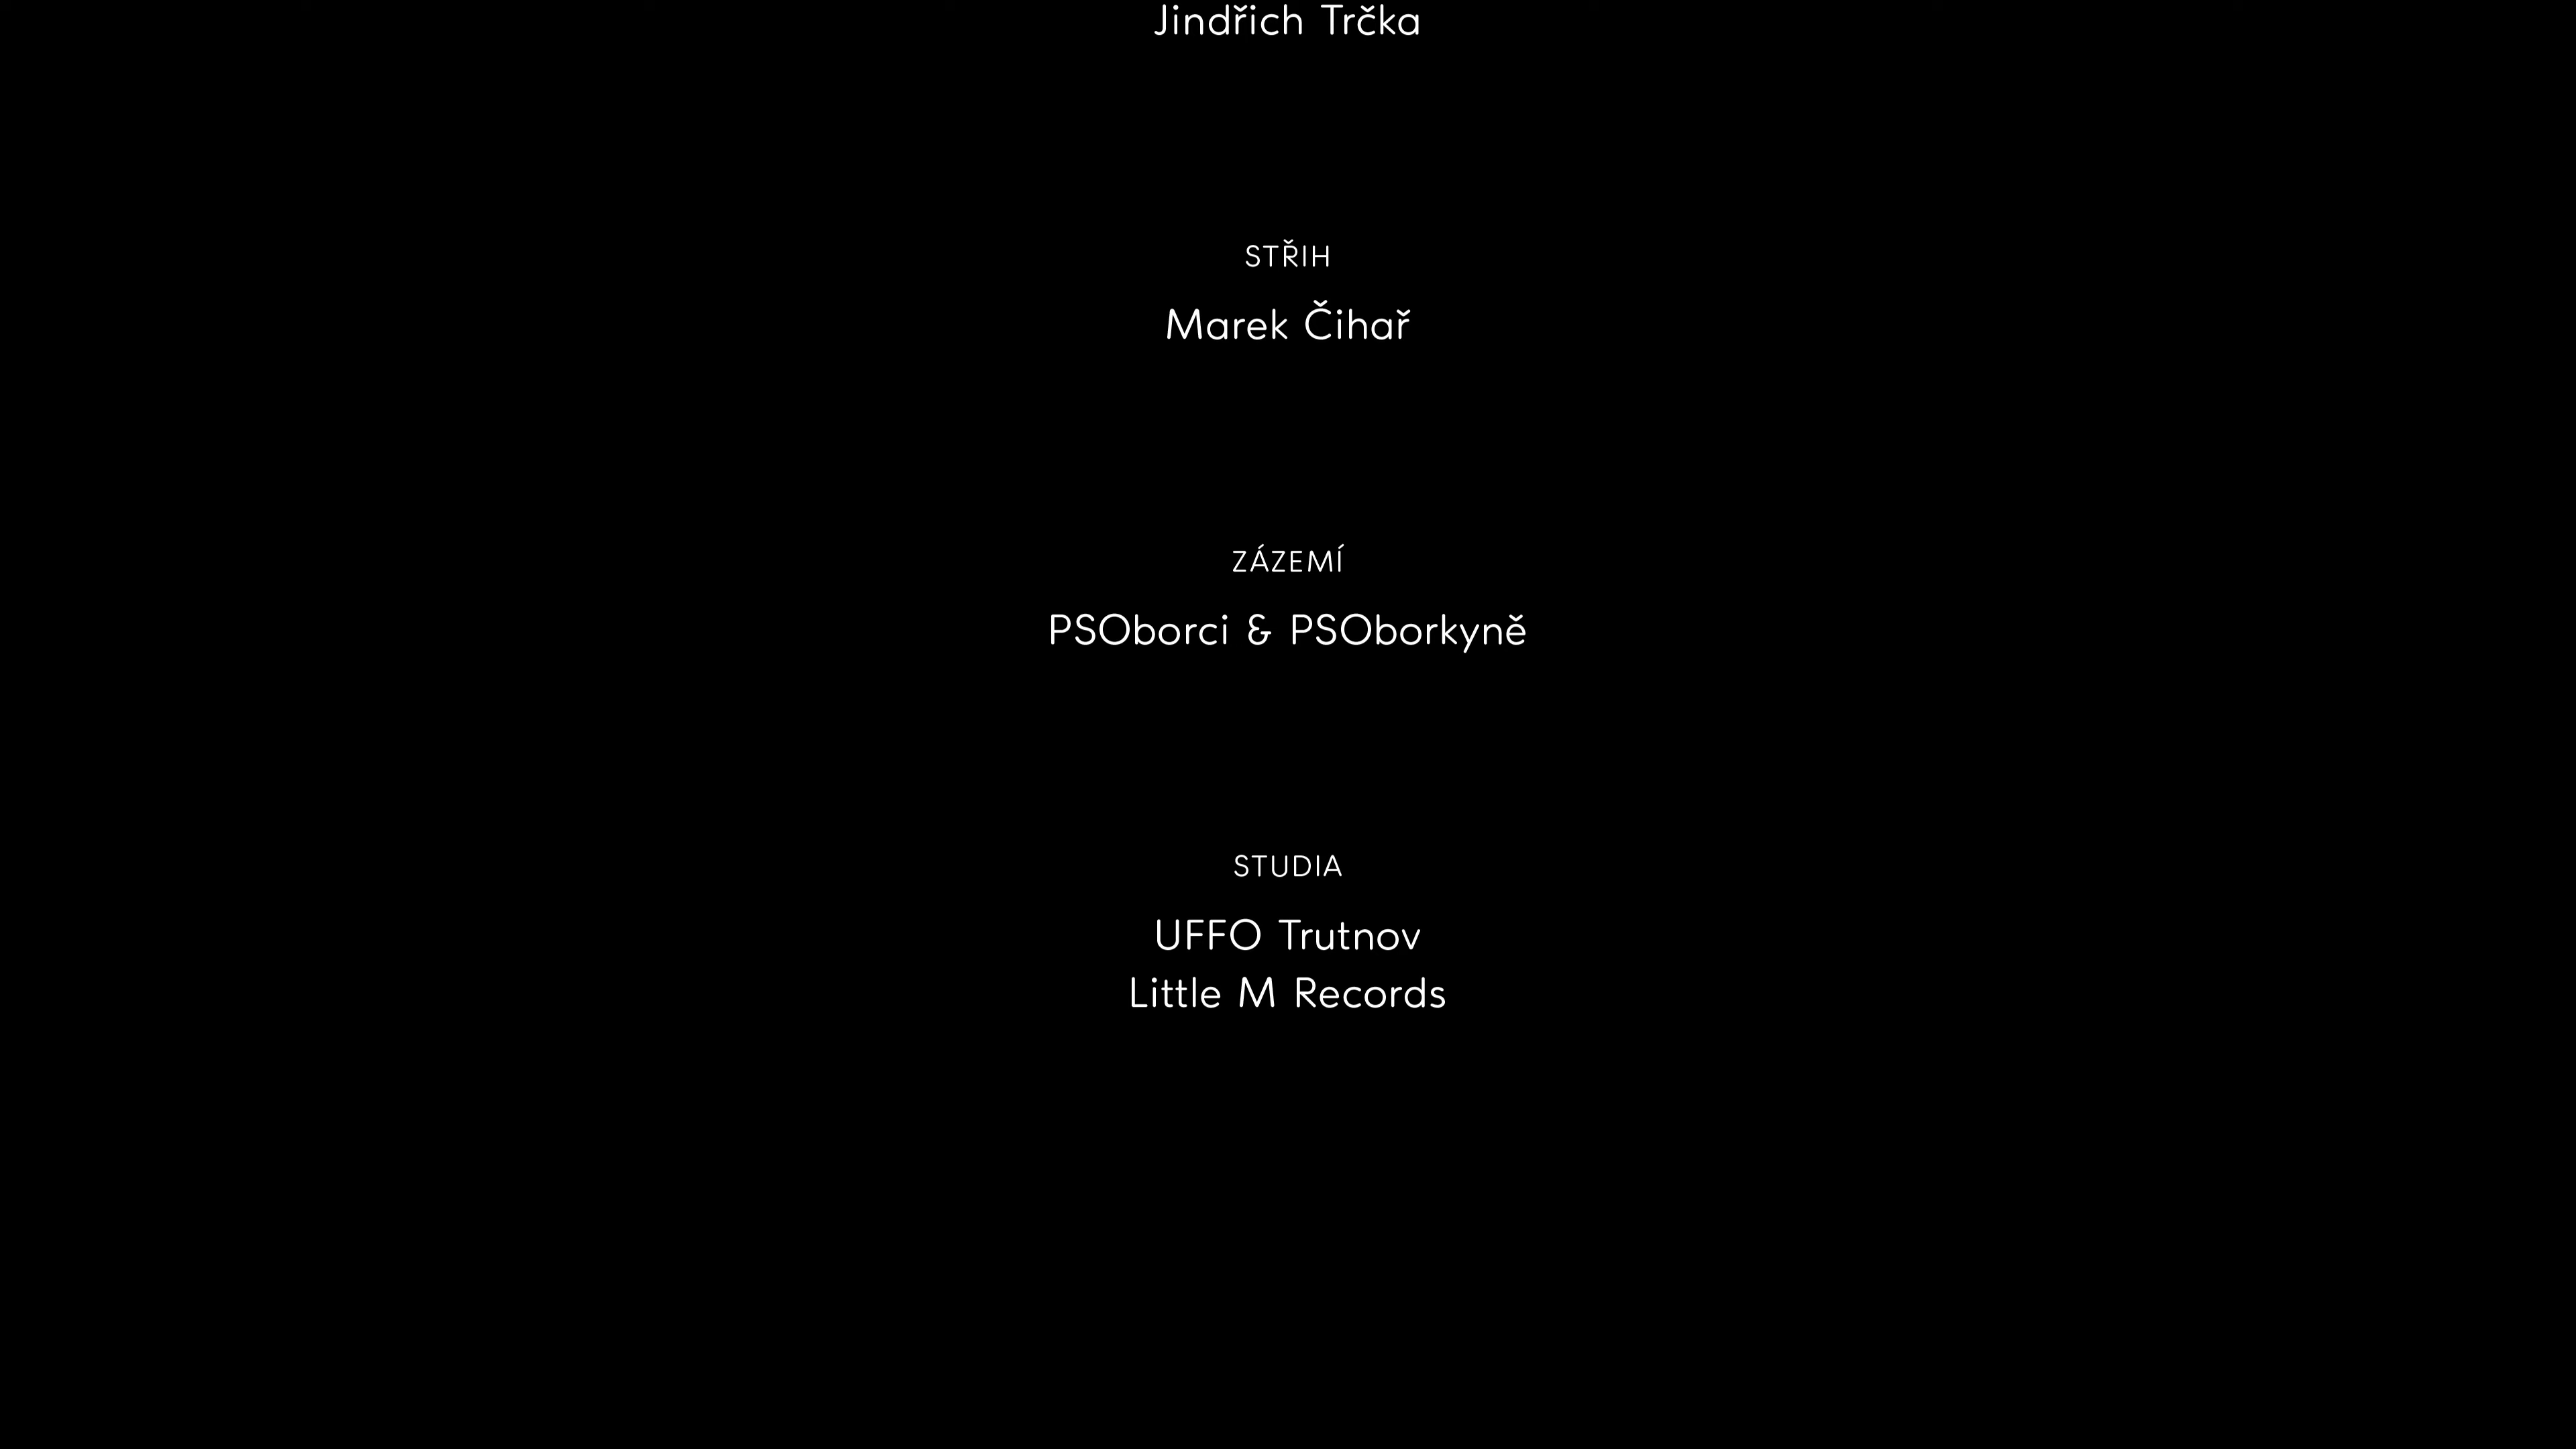 Jindřich Trčka
STŘIH
Marek Čihař
ZÁZEMÍ
PSOborci & PSOborkyně
STUDIA
UFFO Trutnov
Little M Records